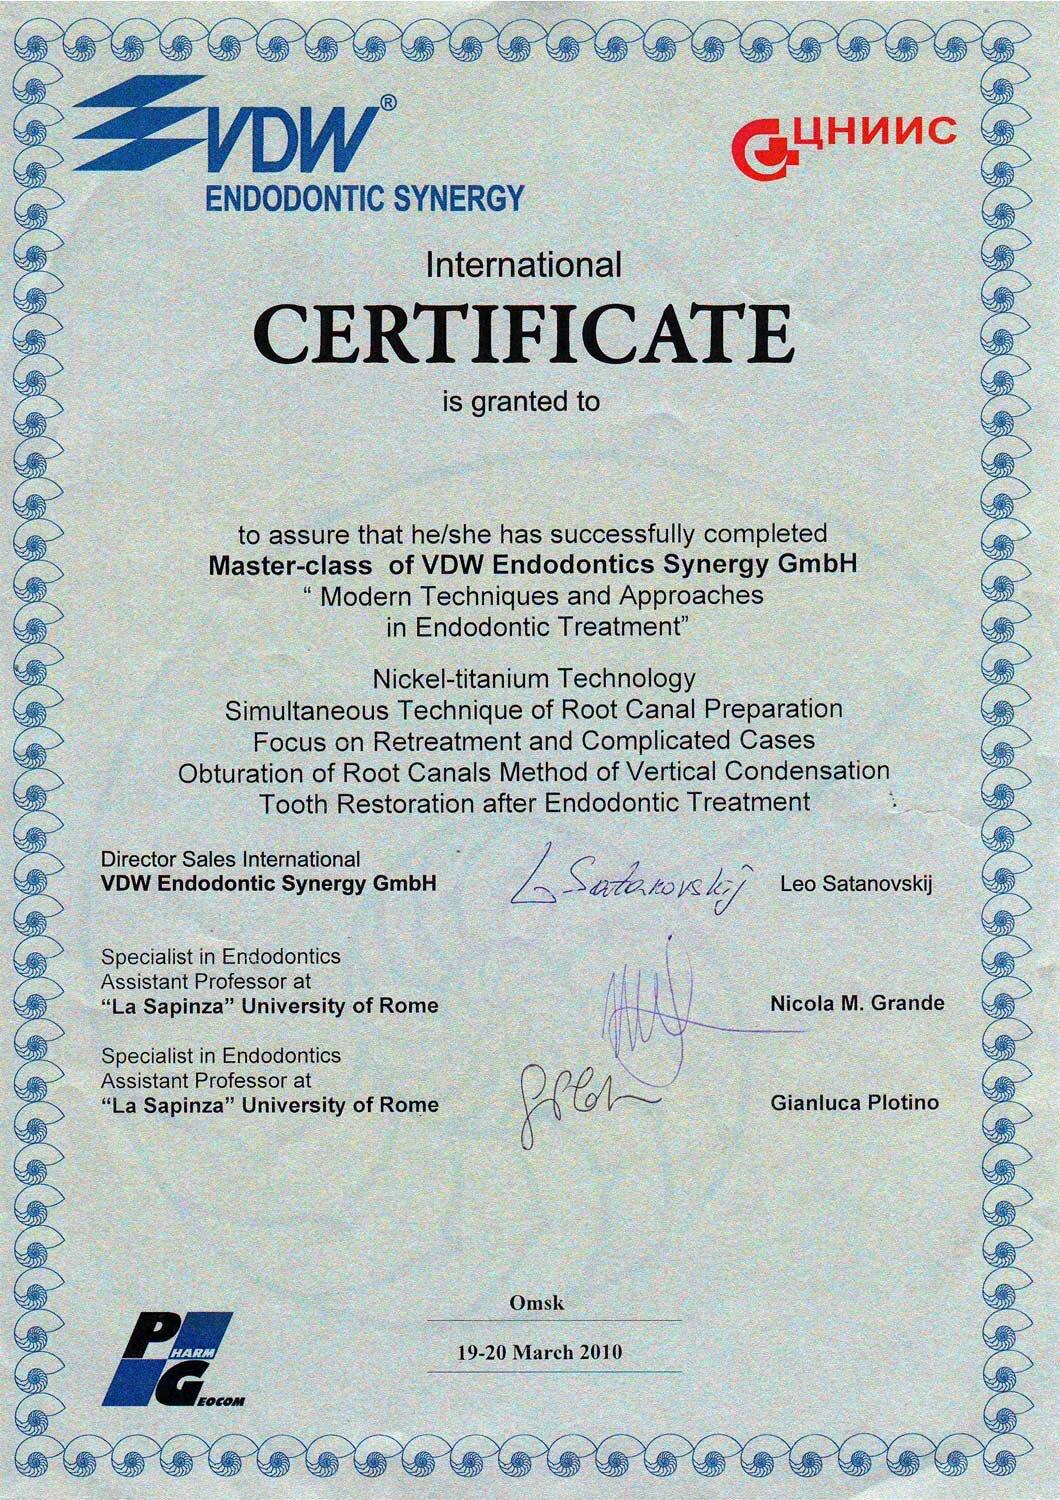 VDW®
ENDODONTIC SYNERGY
ЦНИИС
International
CERTIFICATE
is granted to
to assure that he/she has successfully completed
Master-class of VDW Endodontics Synergy GmbH
“ Modern Techniques and Approaches
in Endodontic Treatment”
Nickel-titanium Technology
Simultaneous Technique of Root Canal Preparation
Focus on Retreatment and Complicated Cases
Obturation of Root Canals Method of Vertical Condensation
Tooth Restoration after Endodontic Treatment
Director Sales International
VDW Endodontic Synergy GmbH
L Satanovskij
Leo Satanovskij
Specialist in Endodontics
Assistant Professor at
“La Sapinza” University of Rome
Nicola M. Grande
Specialist in Endodontics
Assistant Professor at
“La Sapinza” University of Rome
Gianluca Plotino
Omsk
19-20 March 2010
PHARM
GEOCOM